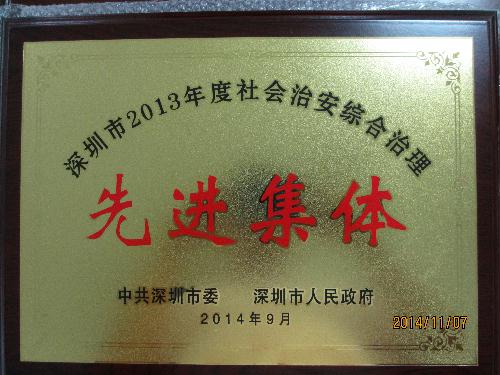 深圳市2013年度社会治安综合治理
先进集体
中共深圳市委 深圳市人民政府
2014年9月
2014/11/07